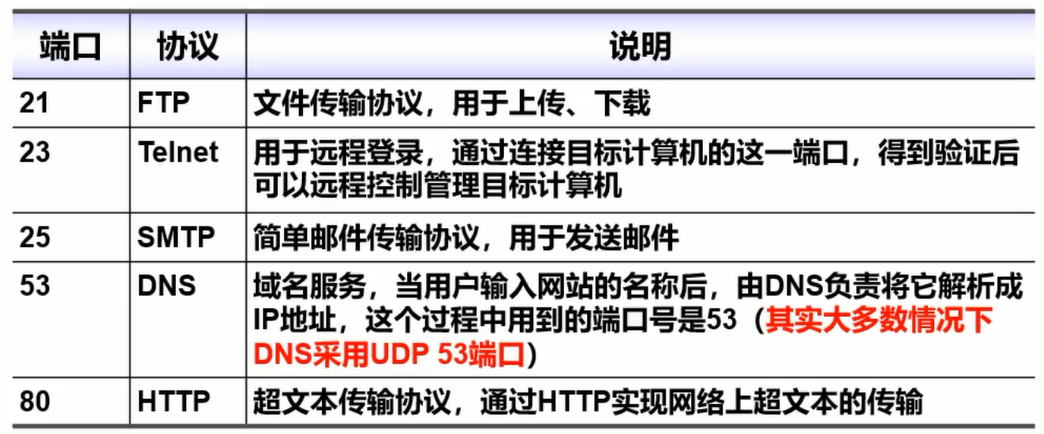 端口 协议 说明
21 FTP 文件传输协议，用于上传、下载
23 Telnet 用于远程登录，通过连接目标计算机的这一端口，得到验证后
可以远程控制管理目标计算机
25 SMTP 简单邮件传输协议，用于发送邮件
53 DNS 域名服务，当用户输入网站的名称后，由DNS负责将它解析成
IP地址，这个过程中用到的端口号是53（其实大多数情况下
DNS采用UDP 53端口）
80 HTTP 超文本传输协议，通过HTTP实现网络上超文本的传输